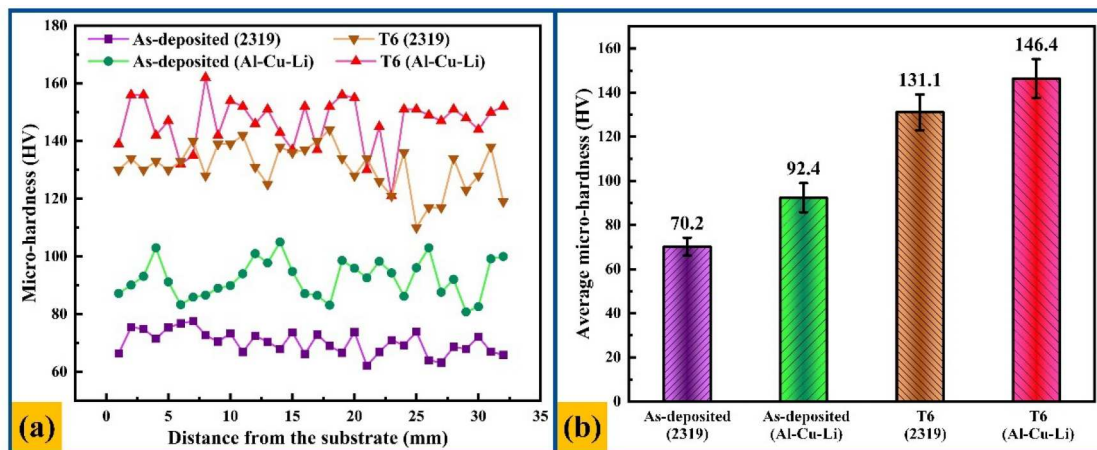 180
160
140
120
100
80
60
Micro-hardness (HV)
As-deposited (2319)
T6 (2319)
As-deposited (Al-Cu-Li)
T6 (Al-Cu-Li)
0 5 10 15 20 25 30 35
Distance from the substrate (mm)
(a)
160
140
120
100
80
60
40
20
0
Average micro-hardness (HV)
70.2
92.4
131.1
146.4
As-deposited
(2319)
As-deposited
(Al-Cu-Li)
T6
(2319)
T6
(Al-Cu-Li)
(b)